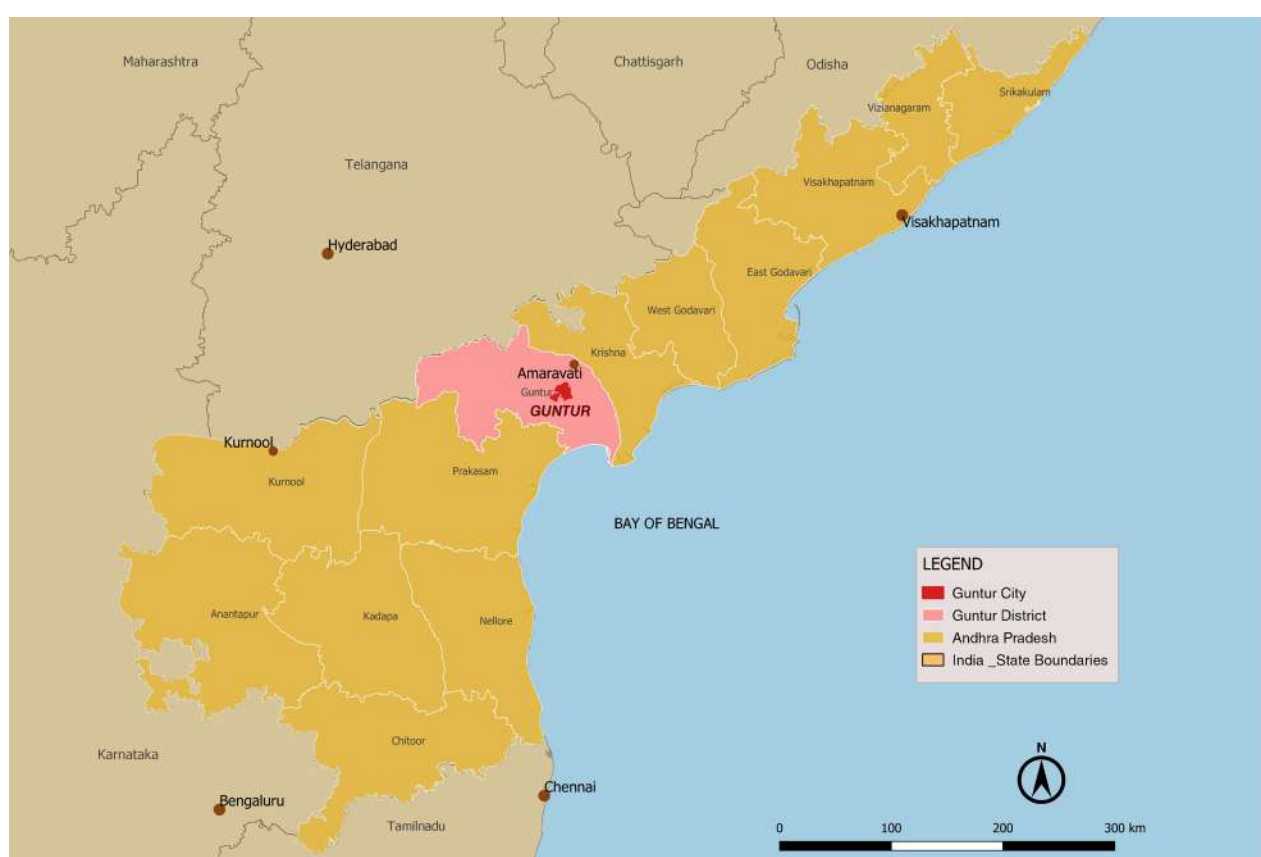 Maharashtra
Chattisgarh
Odisha
Srikakulam
Vizianagaram
Telangana
Visakhapatnam
Visakhapatnam
Hyderabad
East Godavari
West Godavari
Krishna
Amaravati
Guntur
GUNTUR
Kurnool
Prakasam
Kurnool
BAY OF BENGAL
LEGEND
Guntur City
Guntur District
Andhra Pradesh
India _State Boundaries
Anantapur
Kadapa
Nellore
Chitoor
Karnataka
N
Chennai
Bengaluru
Tamilnadu
0 100 200 300 km